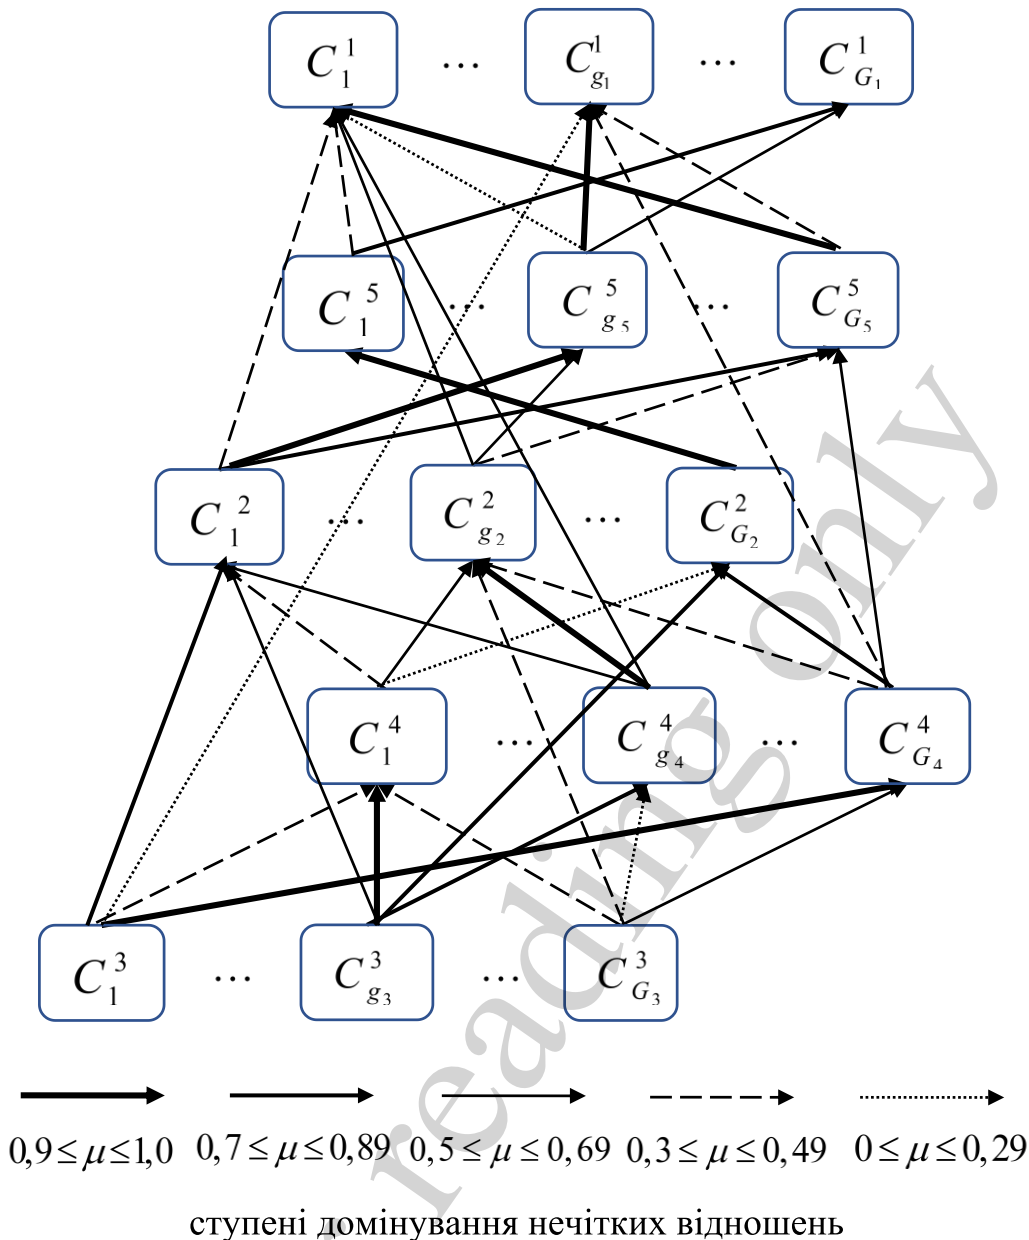 C_1^1 … C_{g_1}^1 … C_{G_1}^1
C_1^5 … C_{g_5}^5 … C_{G_5}^5
C_1^2 … C_{g_2}^2 … C_{G_2}^2
C_1^4 … C_{g_4}^4 … C_{G_4}^4
C_1^3 … C_{g_3}^3 … C_{G_3}^3
0,9≤μ≤1,0 0,7≤μ≤0,89 0,5≤μ≤0,69 0,3≤μ≤0,49 0≤μ≤0,29
ступені домінування нечітких відношень
reading only